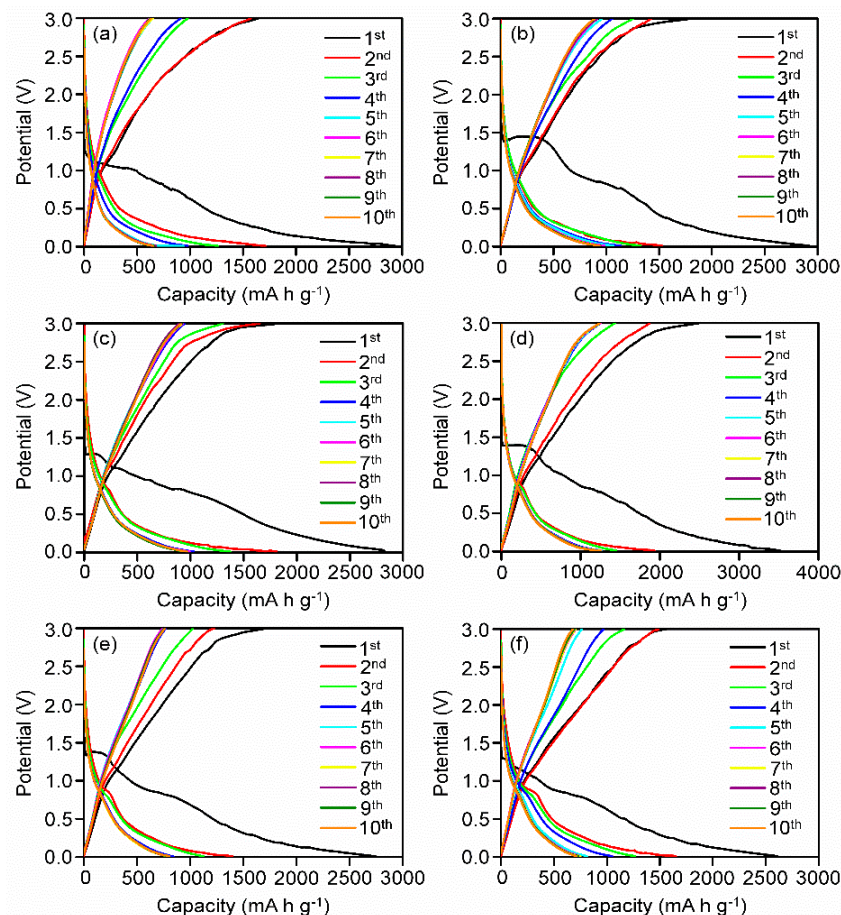 (a)
3.0
2.5
2.0
1.5
1.0
0.5
0.0
Potential (V)
1st
2nd
3rd
4th
5th
6th
7th
8th
9th
10th
0 500 1000 1500 2000 2500 3000
Capacity (mA h g-1)
(b)
3.0
2.5
2.0
1.5
1.0
0.5
0.0
Potential (V)
1st
2nd
3rd
4th
5th
6th
7th
8th
9th
10th
0 500 1000 1500 2000 2500 3000
Capacity (mA h g-1)
(c)
3.0
2.5
2.0
1.5
1.0
0.5
0.0
Potential (V)
1st
2nd
3rd
4th
5th
6th
7th
8th
9th
10th
0 500 1000 1500 2000 2500 3000
Capacity (mA h g-1)
(d)
3.0
2.5
2.0
1.5
1.0
0.5
0.0
Potential (V)
1st
2nd
3rd
4th
5th
6th
7th
8th
9th
10th
0 1000 2000 3000 4000
Capacity (mA h g-1)
(e)
3.0
2.5
2.0
1.5
1.0
0.5
0.0
Potential (V)
1st
2nd
3rd
4th
5th
6th
7th
8th
9th
10th
0 500 1000 1500 2000 2500 3000
Capacity (mA h g-1)
(f)
3.0
2.5
2.0
1.5
1.0
0.5
0.0
Potential (V)
1st
2nd
3rd
4th
5th
6th
7th
8th
9th
10th
0 500 1000 1500 2000 2500 3000
Capacity (mA h g-1)